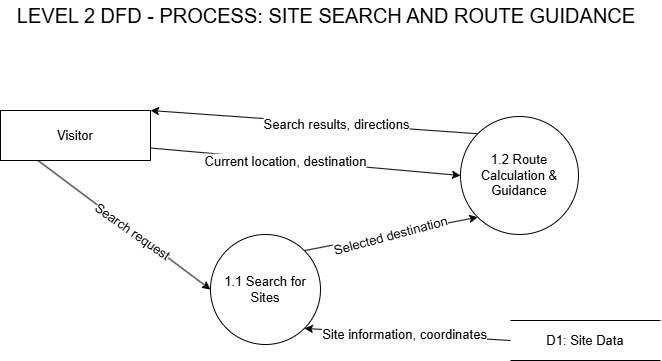 LEVEL 2 DFD - PROCESS: SITE SEARCH AND ROUTE GUIDANCE
Search results, directions
Visitor
Current location, destination
1.2 Route
Calculation &
Guidance
Search request
Selected destination
1.1 Search for
Sites
Site information, coordinates
D1: Site Data